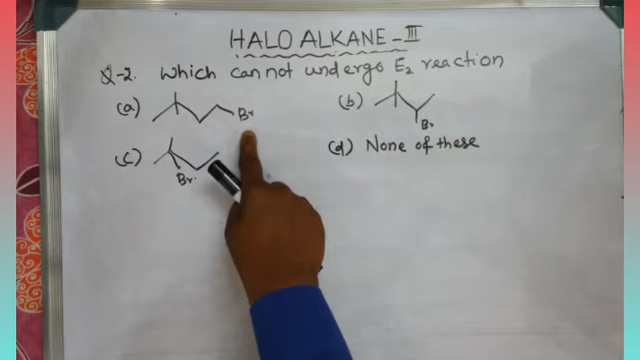 HALO ALKANE-III
Q-2. Which can not undergo E2 reaction
(a) Br (b) Br
(c) Br. (d) None of these